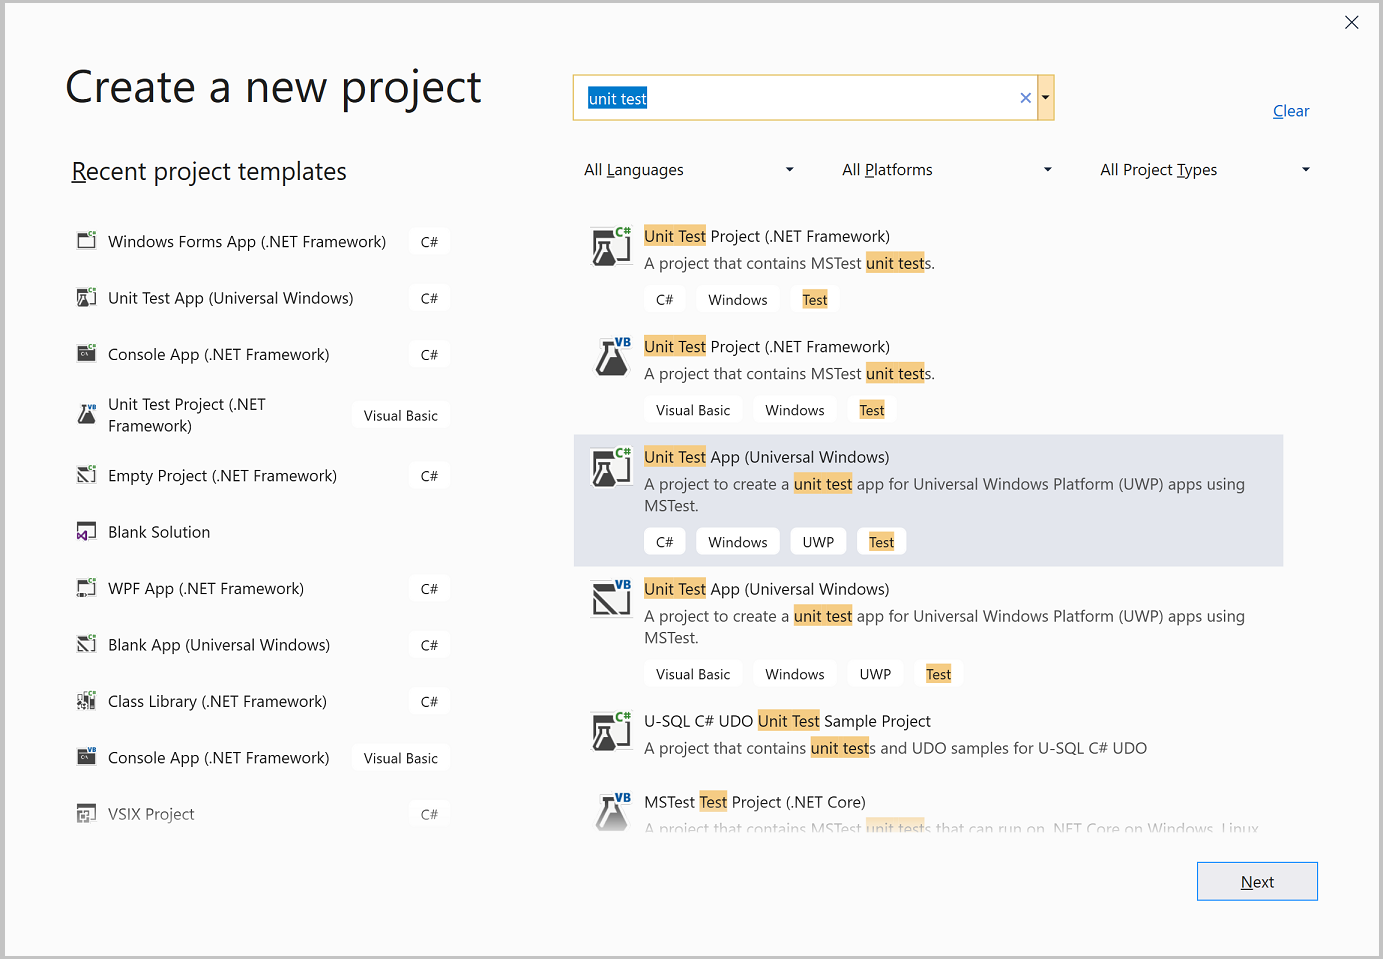 Create a new project
unit test
Clear
Recent project templates
All Languages
All Platforms
All Project Types
Windows Forms App (.NET Framework) C#
Unit Test App (Universal Windows) C#
Console App (.NET Framework) C#
Unit Test Project (.NET
Framework) Visual Basic
Empty Project (.NET Framework) C#
Blank Solution
WPF App (.NET Framework) C#
Blank App (Universal Windows) C#
Class Library (.NET Framework) C#
Console App (.NET Framework) Visual Basic
VSIX Project C#
C# Unit Test Project (.NET Framework)
A project that contains MSTest unit tests.
C# Windows Test
VB Unit Test Project (.NET Framework)
A project that contains MSTest unit tests.
Visual Basic Windows Test
C# Unit Test App (Universal Windows)
A project to create a unit test app for Universal Windows Platform (UWP) apps using
MSTest.
C# Windows UWP Test
VB Unit Test App (Universal Windows)
A project to create a unit test app for Universal Windows Platform (UWP) apps using
MSTest.
Visual Basic Windows UWP Test
C# U-SQL C# UDO Unit Test Sample Project
A project that contains unit tests and UDO samples for U-SQL C# UDO
VB MSTest Test Project (.NET Core)
A project that contains MSTest unit tests that can run on .NET Core on Windows, Linux
Next